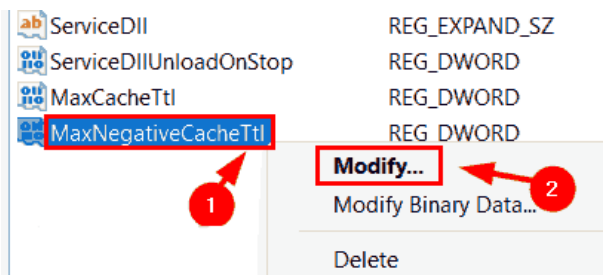 ServiceDll REG_EXPAND_SZ
ServiceDllUnloadOnStop REG_DWORD
MaxCacheTtl REG_DWORD
MaxNegativeCacheTtl REG_DWORD
1
Modify...
2
Modify Binary Data...
Delete